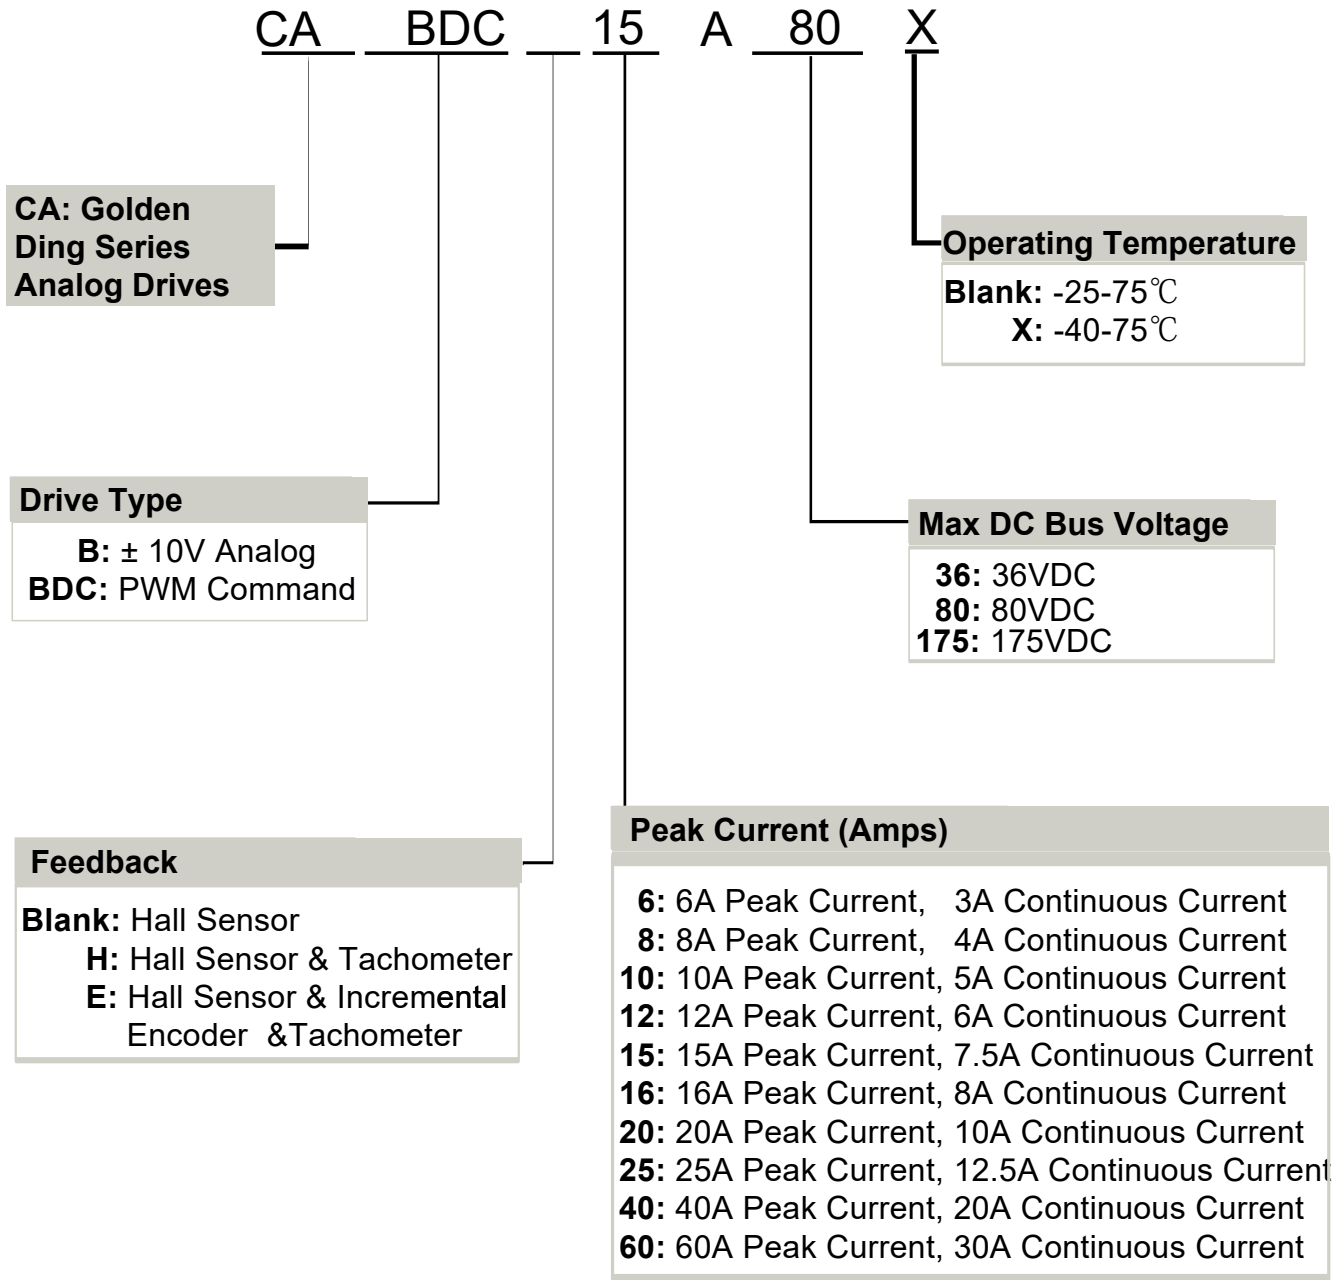 CA BDC 15 A 80 X
CA: Golden
Ding Series
Analog Drives
Operating Temperature
Blank: -25-75℃
X: -40-75℃
Drive Type
B: ± 10V Analog
BDC: PWM Command
Max DC Bus Voltage
36: 36VDC
80: 80VDC
175: 175VDC
Feedback
Blank: Hall Sensor
H: Hall Sensor & Tachometer
E: Hall Sensor & Incremental
Encoder &Tachometer
Peak Current (Amps)
6: 6A Peak Current, 3A Continuous Current
8: 8A Peak Current, 4A Continuous Current
10: 10A Peak Current, 5A Continuous Current
12: 12A Peak Current, 6A Continuous Current
15: 15A Peak Current, 7.5A Continuous Current
16: 16A Peak Current, 8A Continuous Current
20: 20A Peak Current, 10A Continuous Current
25: 25A Peak Current, 12.5A Continuous Current
40: 40A Peak Current, 20A Continuous Current
60: 60A Peak Current, 30A Continuous Current